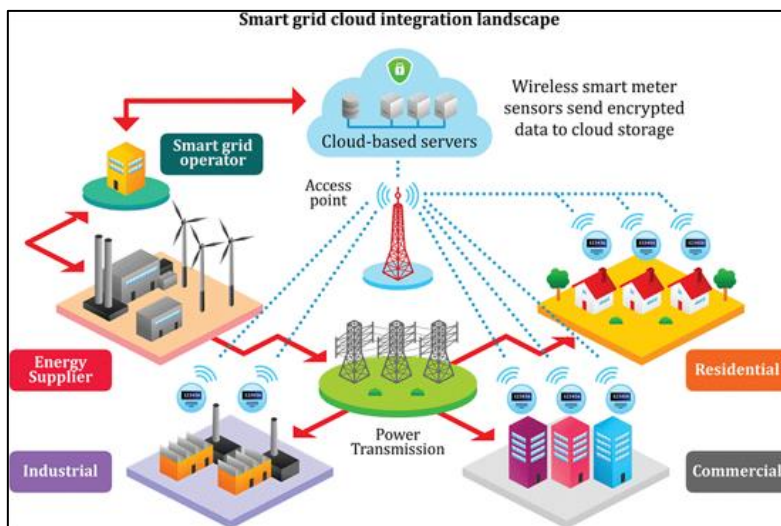 Smart grid cloud integration landscape
Wireless smart meter
sensors send encrypted
data to cloud storage
Cloud-based servers
Smart grid
operator
Access
point
Energy
Supplier
Residential
Power
Transmission
Industrial
Commercial